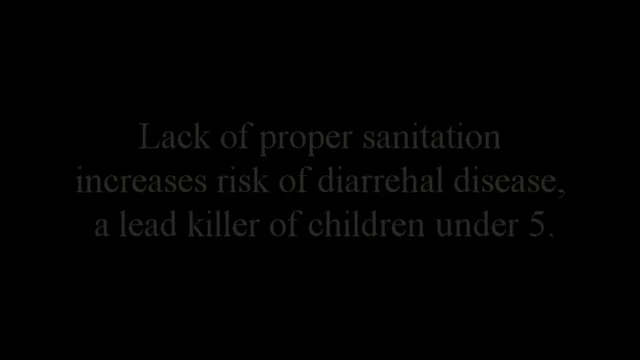 Lack of proper sanitation
increases risk of diarrehal disease,
a lead killer of children under 5.